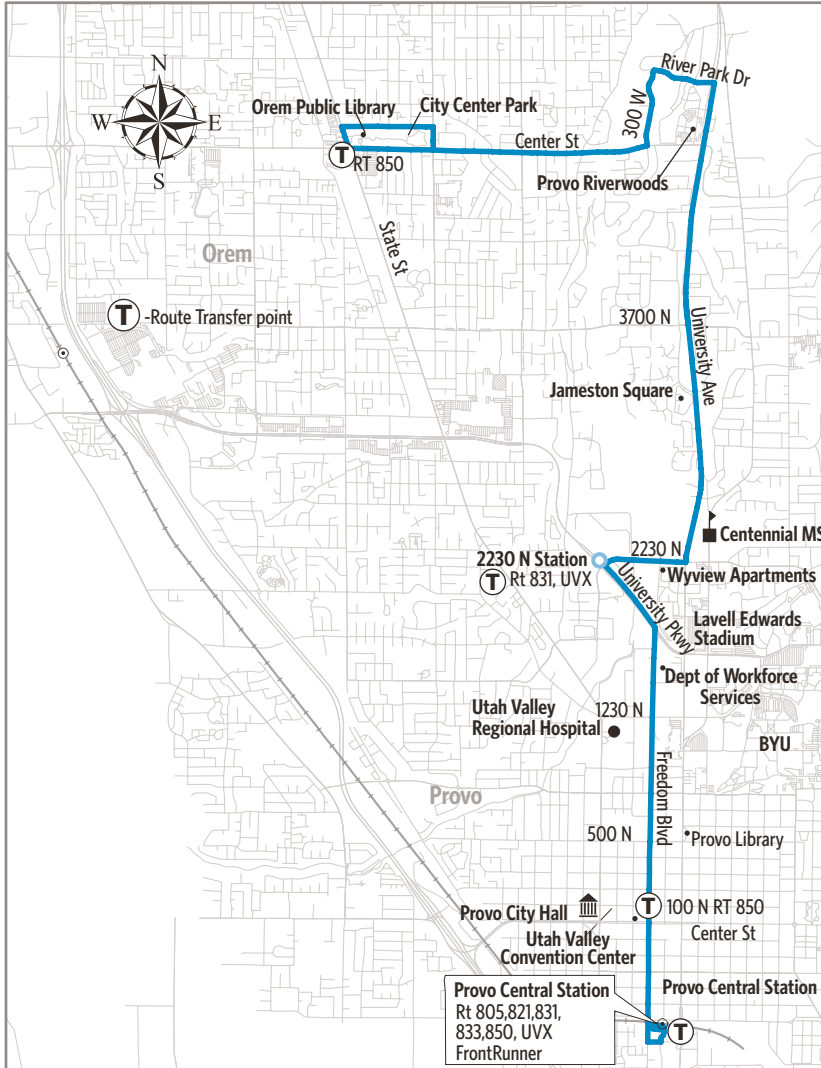 N
W
E
S
River Park Dr
Orem Public Library
City Center Park
300 W
Center St
T
RT 850
Provo Riverwoods
State St
Orem
T
-Route Transfer point
3700 N
University Ave
Jameston Square
Centennial MS
2230 N
2230 N Station
T
Rt 831, UVX
Wyview Apartments
University Pkwy
Lavell Edwards
Stadium
Dept of Workforce
Services
Utah Valley
Regional Hospital
1230 N
BYU
Freedom Blvd
Provo
500 N
Provo Library
T
100 N RT 850
Provo City Hall
Center St
Utah Valley
Convention Center
Provo Central Station
Provo Central Station
Rt 805,821,831,
833,850, UVX
FrontRunner
T